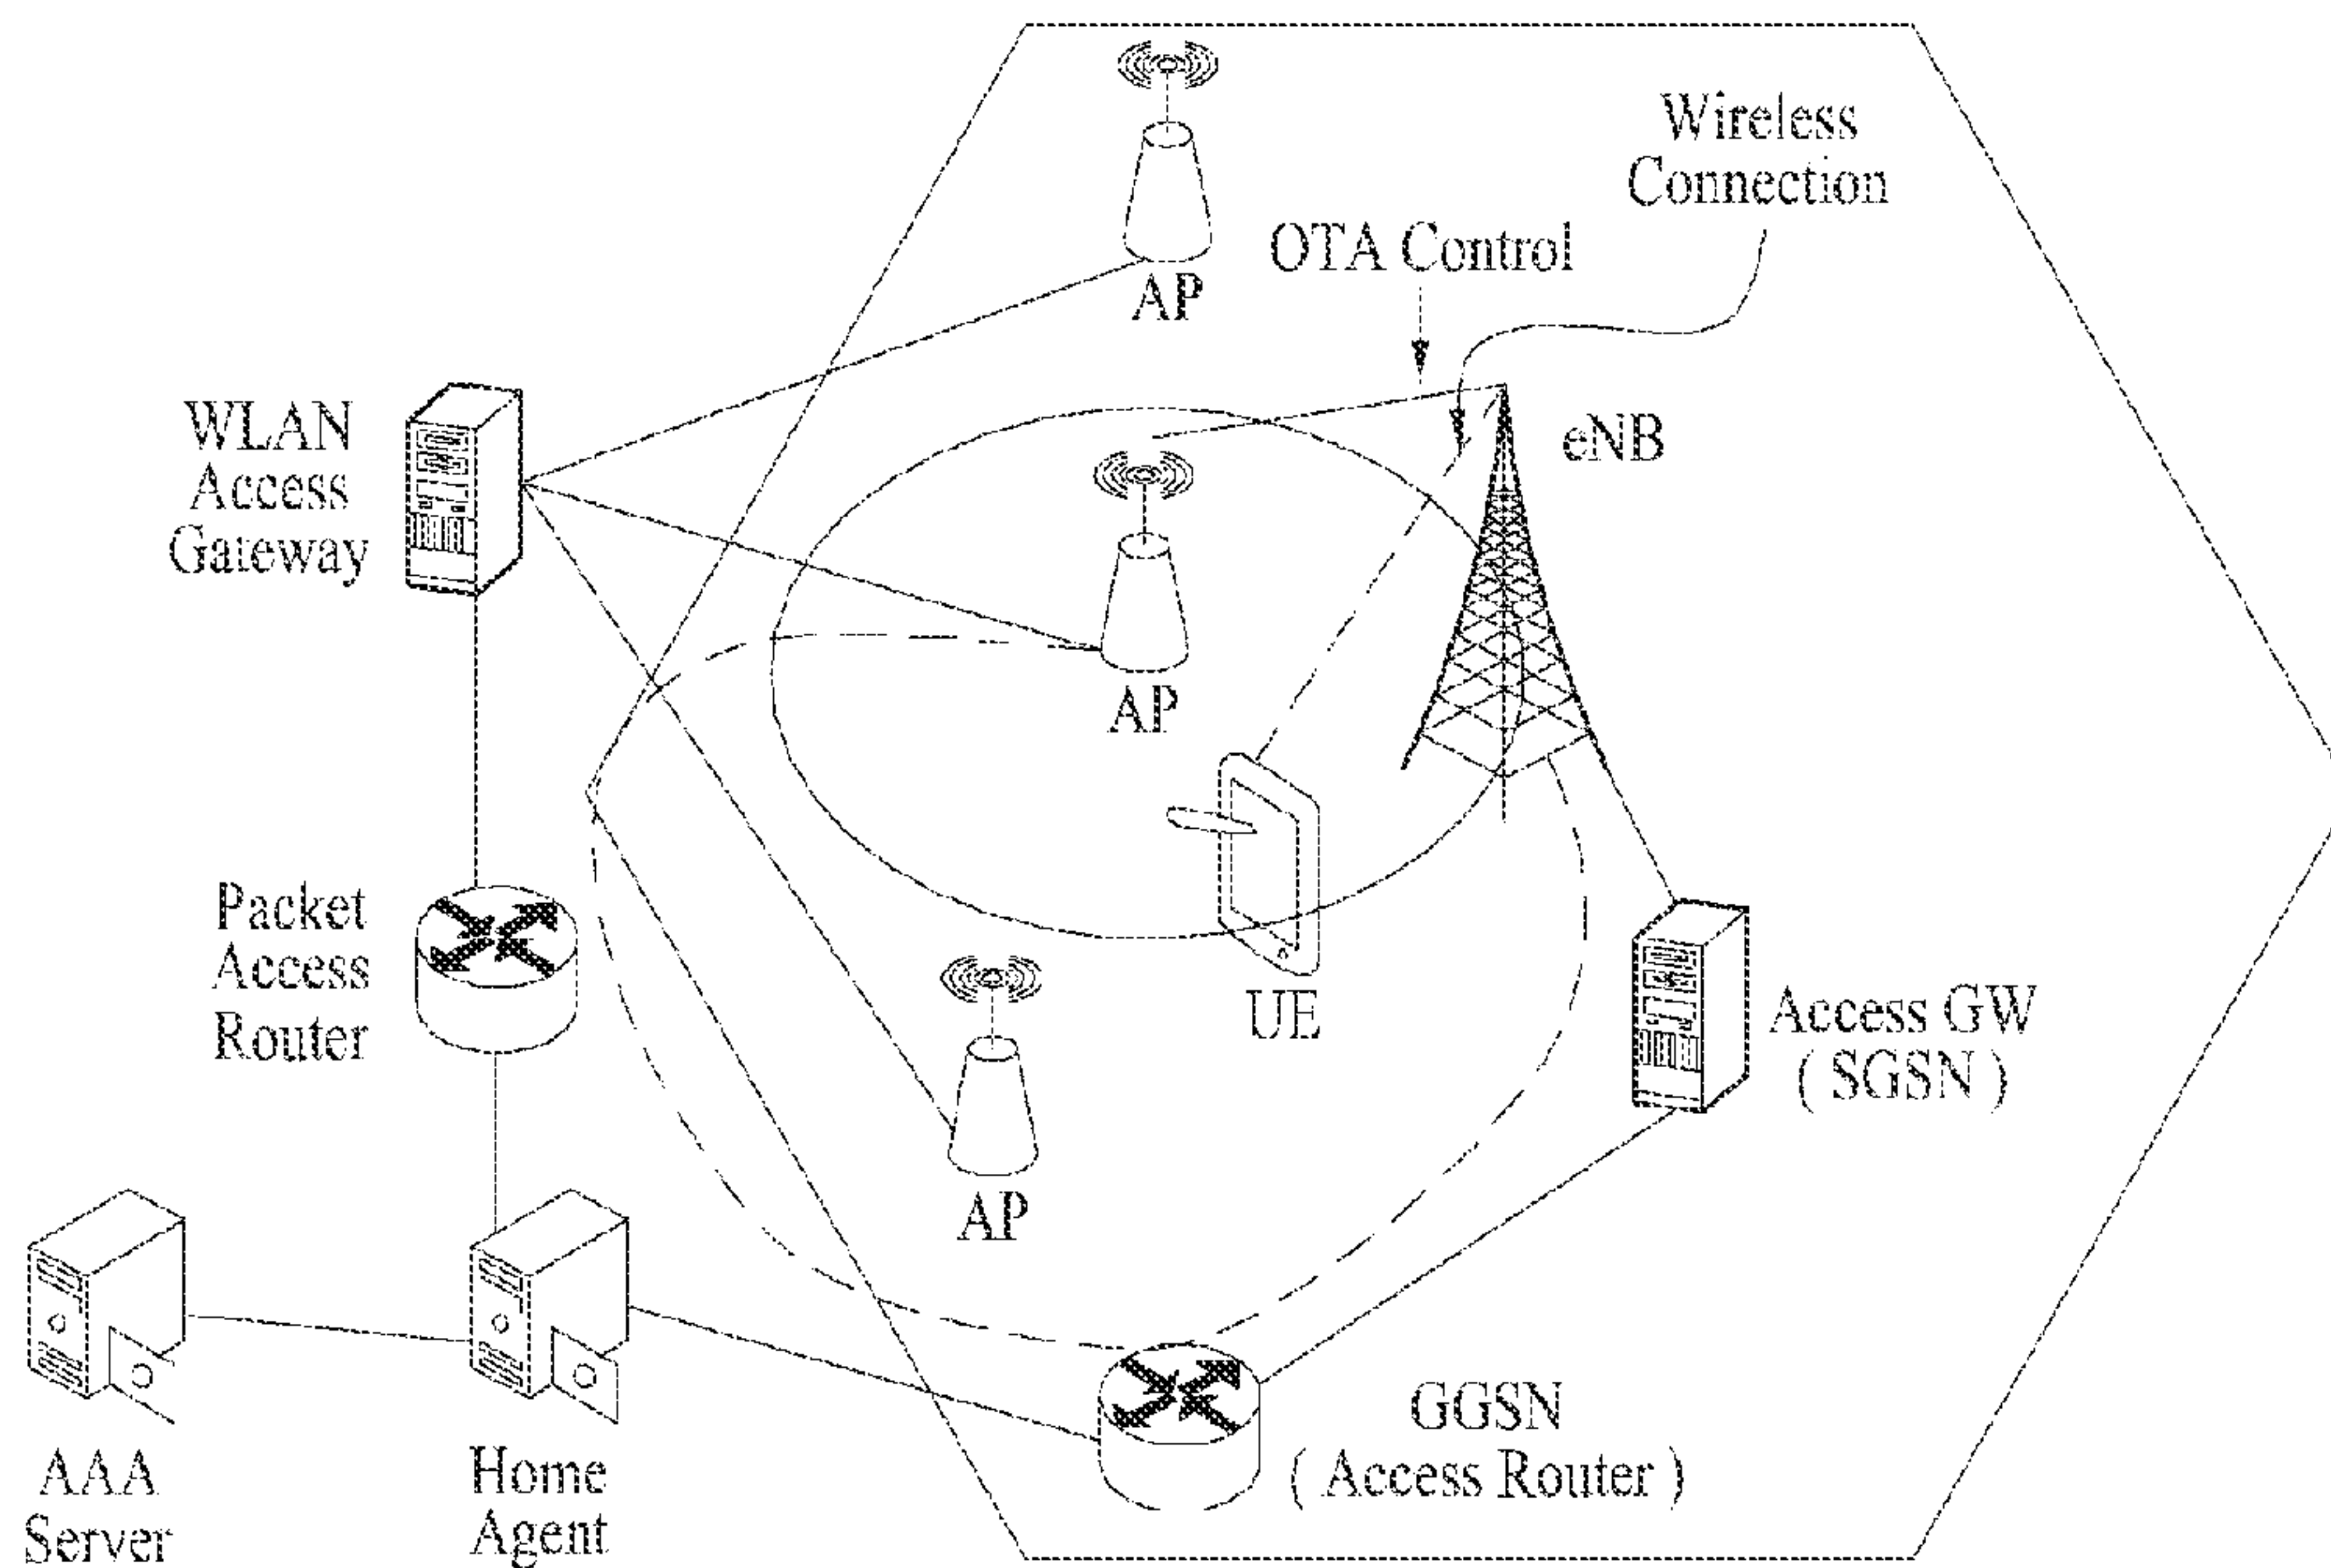 Wireless
Connection
OTA Control
AP
WLAN
Access
Gateway
eNB
AP
Packet
Access
Router
UE
Access GW
( SGSN )
AP
GGSN
( Access Router )
AAA
Server
Home
Agent